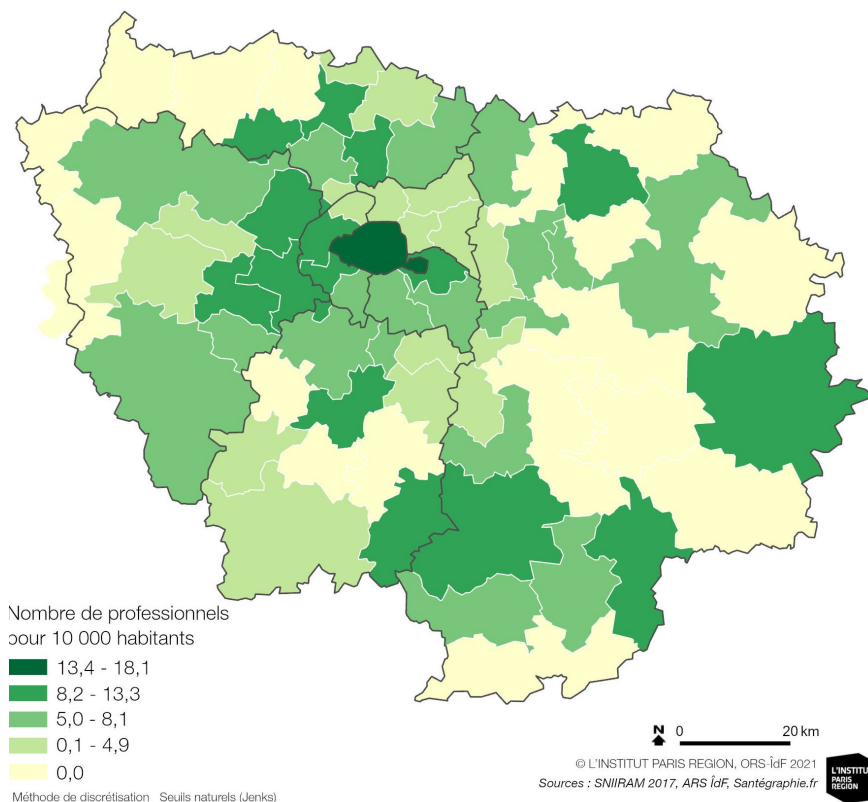 Nombre de professionnels
pour 10 000 habitants
13,4 - 18,1
8,2 - 13,3
5,0 - 8,1
0,1 - 4,9
0,0
Méthode de discrétisation Seuils naturels (Jenks)
N 0 20 km
© L'INSTITUT PARIS REGION, ORS-ÎdF 2021
Sources : SNIIRAM 2017, ARS ÎdF, Santégraphie.fr
L'INSTITUT
PARIS
REGION